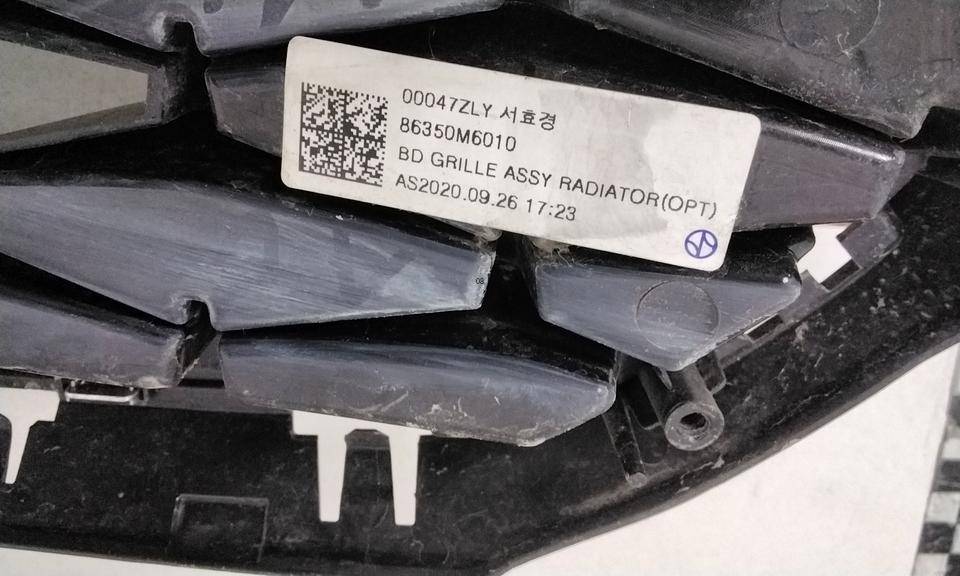 00047ZLY 서효경
86350M6010
BD GRILLE ASSY RADIATOR(OPT)
AS2020.09.26 17:23